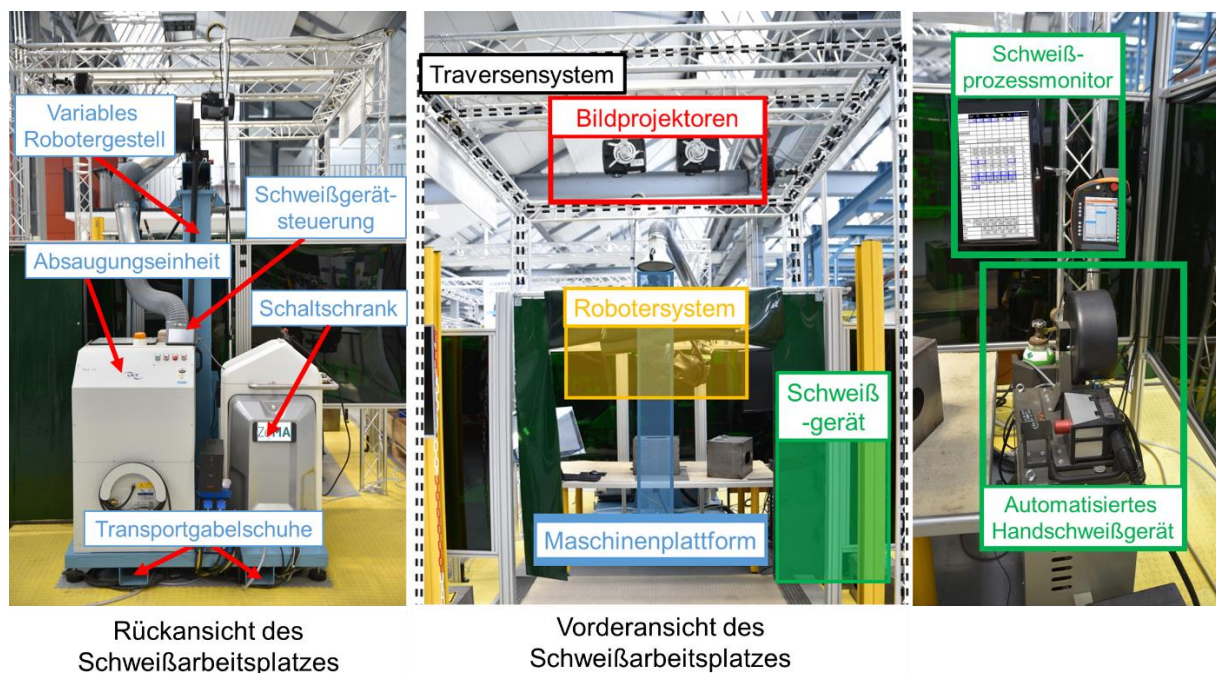 Variables
Robotergestell
Schweißgerät-
steuerung
Absaugungseinheit
Schaltschrank
ZeMA
Transportgabelschuhe
Rückansicht des
Schweißarbeitsplatzes
Traversensystem
Bildprojektoren
Robotersystem
Schweiß
-gerät
Maschinenplattform
Vorderansicht des
Schweißarbeitsplatzes
Schweiß-
prozessmonitor
Automatisiertes
Handschweißgerät